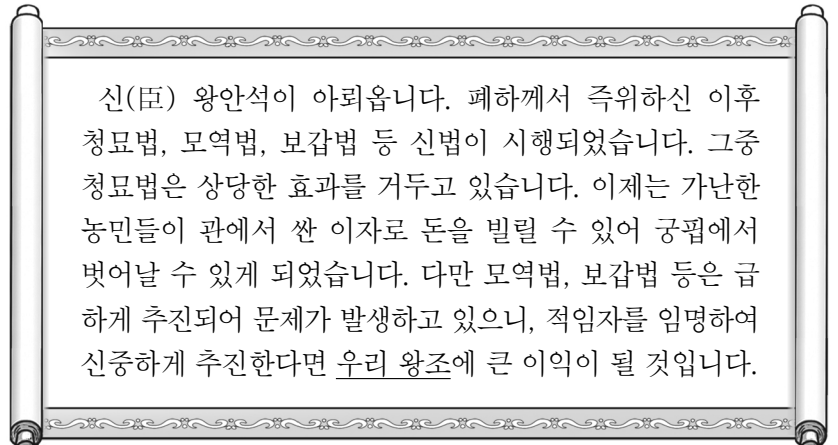 신(臣) 왕안석이 아뢰옵니다. 폐하께서 즉위하신 이후
청묘법, 모역법, 보갑법 등 신법이 시행되었습니다. 그중
청묘법은 상당한 효과를 거두고 있습니다. 이제는 가난한
농민들이 관에서 싼 이자로 돈을 빌릴 수 있어 궁핍에서
벗어날 수 있게 되었습니다. 다만 모역법, 보갑법 등은 급
하게 추진되어 문제가 발생하고 있으니, 적임자를 임명하여
신중하게 추진한다면 우리 왕조에 큰 이익이 될 것입니다.